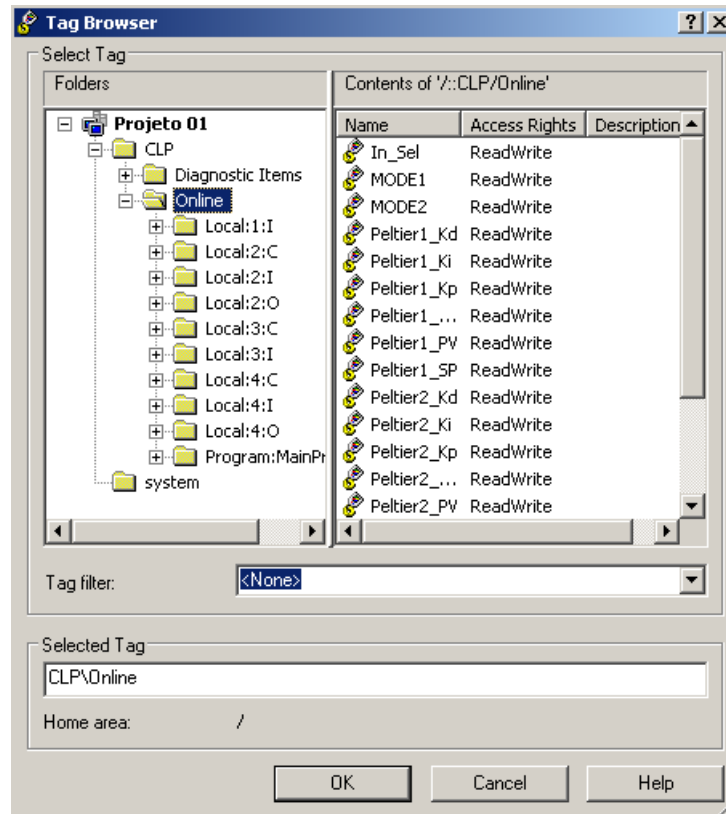 Tag Browser
Select Tag
Folders
Contents of '/::CLP/Online'
Projeto 01
CLP
Diagnostic Items
Online
Local:1:I
Local:2:C
Local:2:I
Local:2:O
Local:3:C
Local:3:I
Local:4:C
Local:4:I
Local:4:O
Program:MainPr
system
Name Access Rights Description
In_Sel ReadWrite
MODE1 ReadWrite
MODE2 ReadWrite
Peltier1_Kd ReadWrite
Peltier1_Ki ReadWrite
Peltier1_Kp ReadWrite
Peltier1_... ReadWrite
Peltier1_PV ReadWrite
Peltier1_SP ReadWrite
Peltier2_Kd ReadWrite
Peltier2_Ki ReadWrite
Peltier2_Kp ReadWrite
Peltier2_... ReadWrite
Peltier2_PV ReadWrite
Tag filter: <None>
Selected Tag
CLP\Online
Home area: /
OK Cancel Help